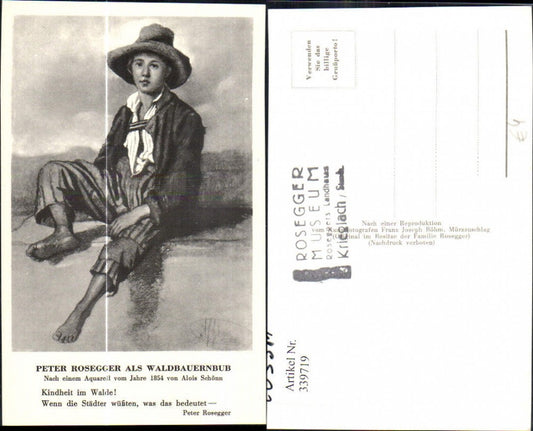 PETER ROSEGGER ALS WALDBAUERNBUB
Nach einem Aquarell vom Jahre 1854 von Alois Schönn
Kindheit im Walde!
Wenn die Städter wüßten, was das bedeutet—
Peter Rosegger
Verwenden
Sie das
billige
Grußporto!
€4
ROSEGGER
MUSEUM
Roseggers Landhaus
Krieglach
Nach einer Reproduktion
vom Franz Joseph Böhm, Mürzzuschlag
im Besitze der Familie Rosegger)
(Nachdruck verboten)
Artikel Nr.
339719